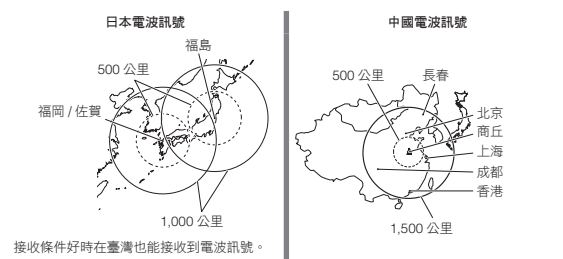 日本電波訊號
福島
500 公里
福岡 / 佐賀
1,000 公里
接收條件好時在臺灣也能接收到電波訊號。
中國電波訊號
500 公里
長春
北京
商丘
上海
成都
香港
1,500 公里